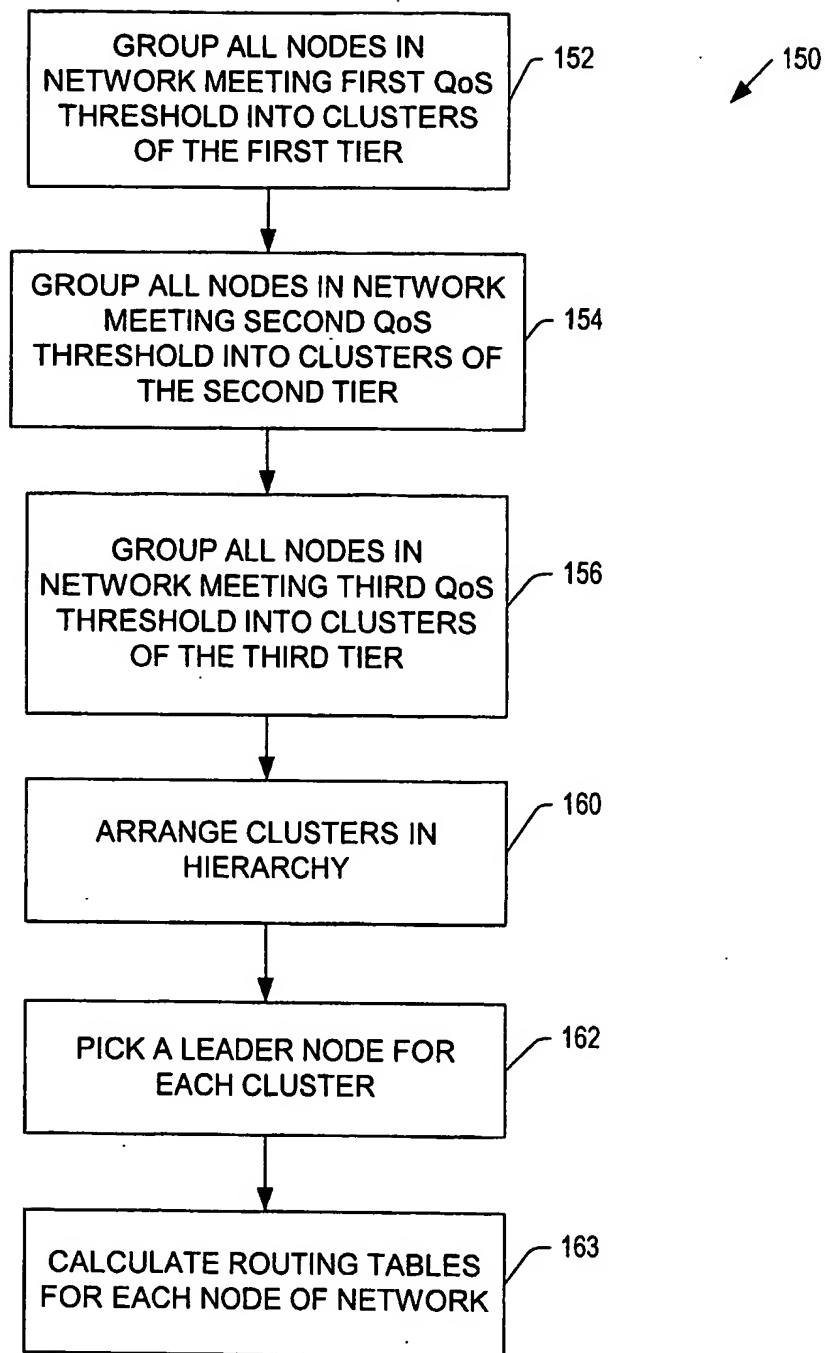 GROUP ALL NODES IN
NETWORK MEETING FIRST QoS
THRESHOLD INTO CLUSTERS
OF THE FIRST TIER
152
150
GROUP ALL NODES IN NETWORK
MEETING SECOND QoS
THRESHOLD INTO CLUSTERS OF
THE SECOND TIER
154
GROUP ALL NODES IN
NETWORK MEETING THIRD QoS
THRESHOLD INTO CLUSTERS
OF THE THIRD TIER
156
ARRANGE CLUSTERS IN
HIERARCHY
160
PICK A LEADER NODE FOR
EACH CLUSTER
162
CALCULATE ROUTING TABLES
FOR EACH NODE OF NETWORK
163